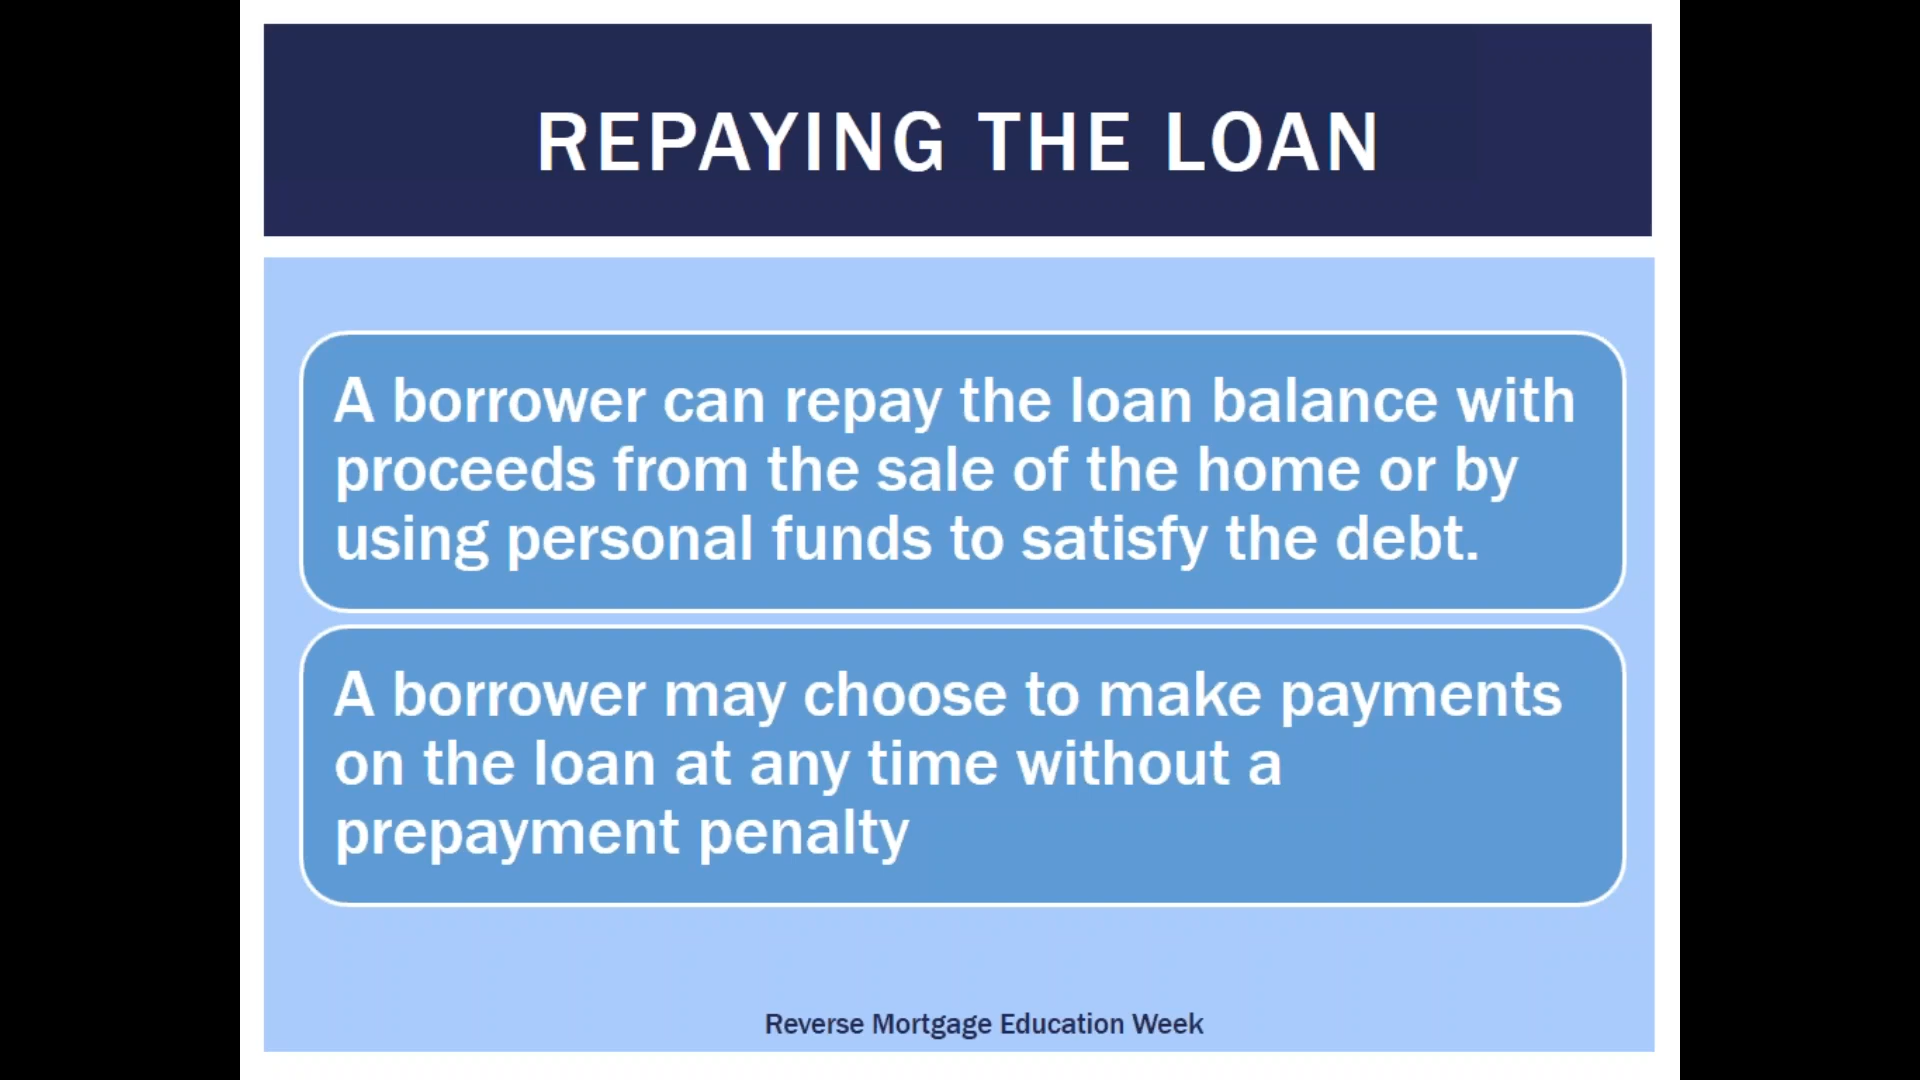 REPAYING THE LOAN
A borrower can repay the loan balance with
proceeds from the sale of the home or by
using personal funds to satisfy the debt.
A borrower may choose to make payments
on the loan at any time without a
prepayment penalty
Reverse Mortgage Education Week